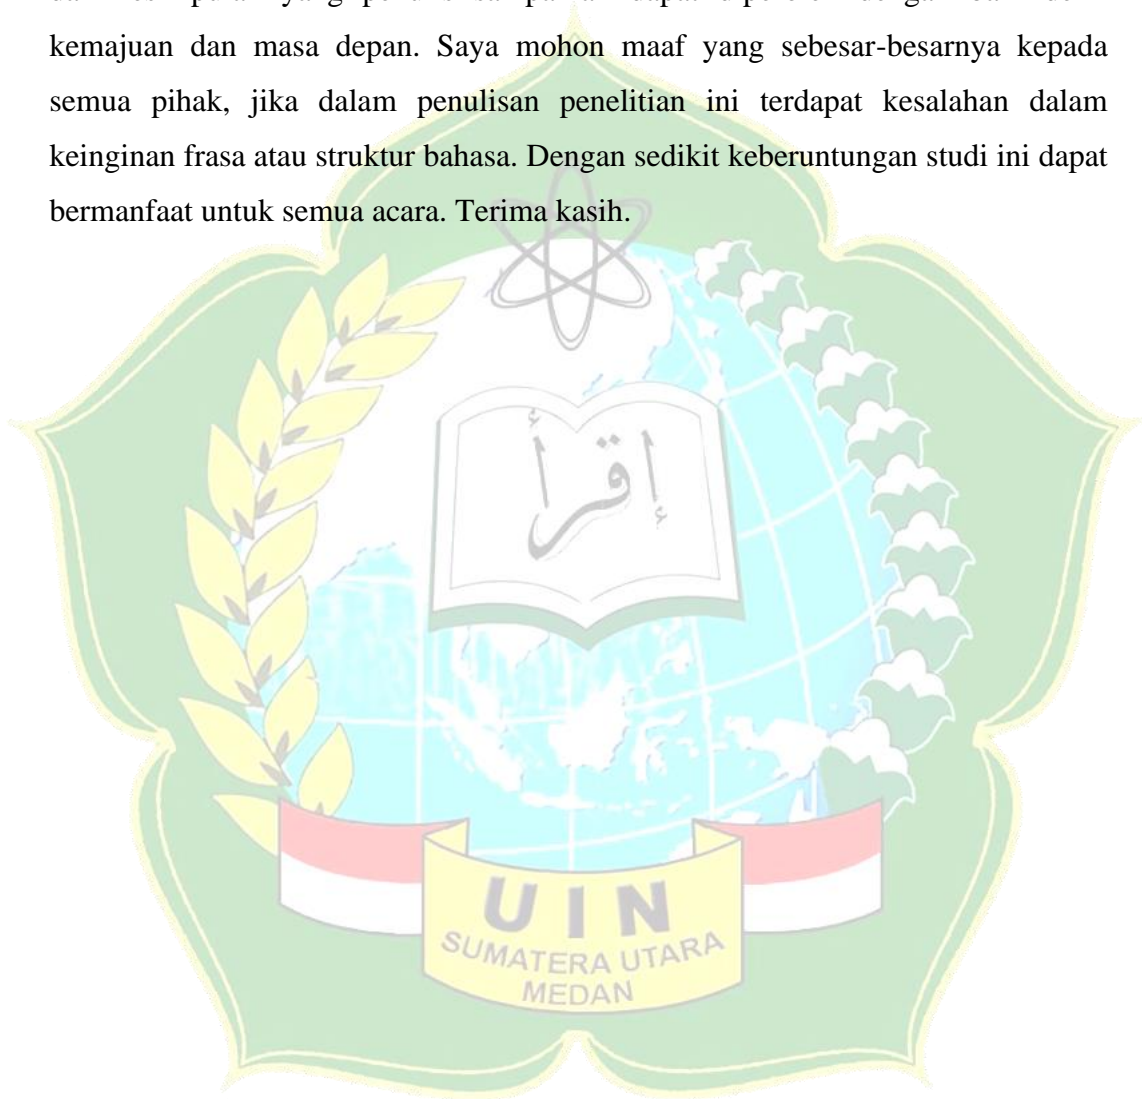 kemajuan dan masa depan. Saya mohon maaf yang sebesar-besarnya kepada
semua pihak, jika dalam penulisan penelitian ini terdapat kesalahan dalam
keinginan frasa atau struktur bahasa. Dengan sedikit keberuntungan studi ini dapat
bermanfaat untuk semua acara. Terima kasih.
إقرأ
UIN
SUMATERA UTARA
MEDAN